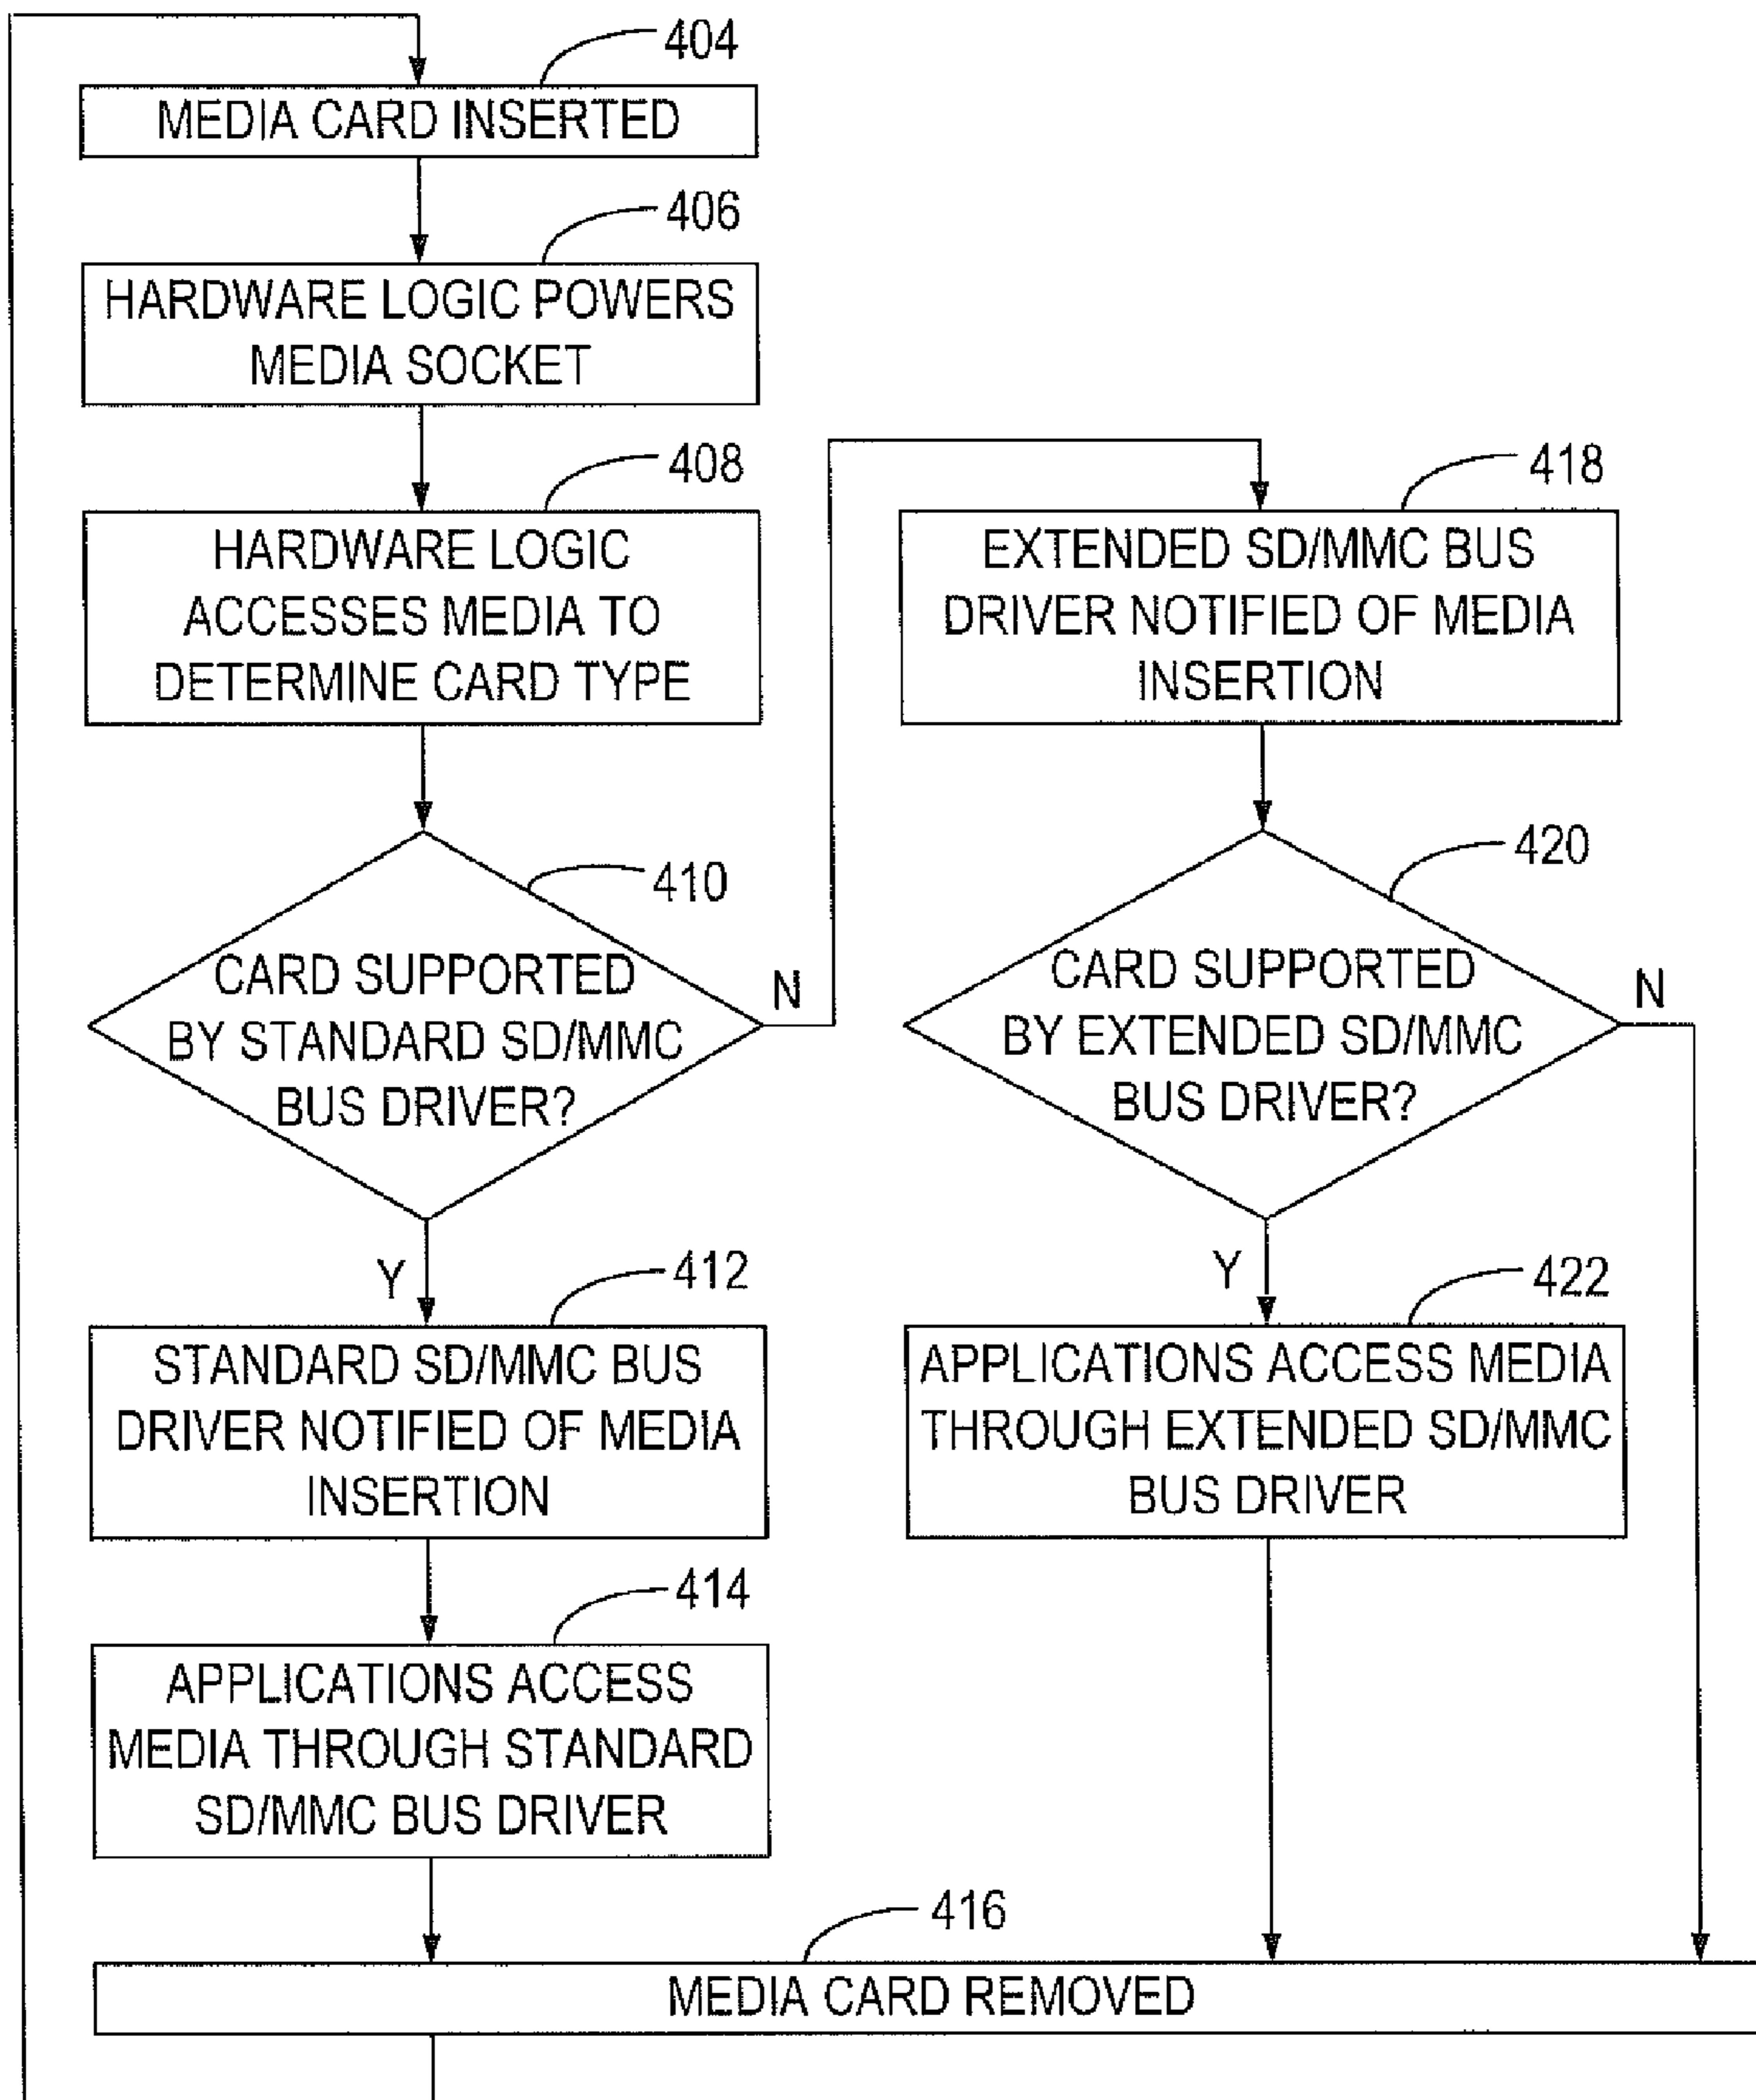 404
MEDIA CARD INSERTED
406
HARDWARE LOGIC POWERS
MEDIA SOCKET
408
HARDWARE LOGIC
ACCESSES MEDIA TO
DETERMINE CARD TYPE
410
CARD SUPPORTED
BY STANDARD SD/MMC
BUS DRIVER?
N
Y
412
STANDARD SD/MMC BUS
DRIVER NOTIFIED OF MEDIA
INSERTION
414
APPLICATIONS ACCESS
MEDIA THROUGH STANDARD
SD/MMC BUS DRIVER
418
EXTENDED SD/MMC BUS
DRIVER NOTIFIED OF MEDIA
INSERTION
420
CARD SUPPORTED
BY EXTENDED SD/MMC
BUS DRIVER?
N
Y
422
APPLICATIONS ACCESS MEDIA
THROUGH EXTENDED SD/MMC
BUS DRIVER
416
MEDIA CARD REMOVED